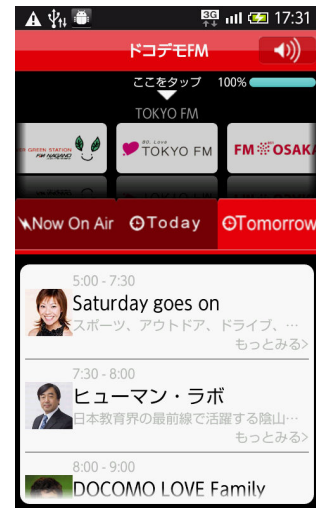 3G 17:31
ドコデモFM
ここをタップ 100%
TOKYO FM
GREEN STATION
FM NAGANO
80. Love
TOKYO FM
FM OSAKA
Now On Air Today Tomorrow
5:00 - 7:30
Saturday goes on
スポーツ、アウトドア、ドライブ、…
もっとみる>
7:30 - 8:00
ヒューマン・ラボ
日本教育界の最前線で活躍する陰山…
もっとみる>
8:00 - 9:00
DOCOMO LOVE Family